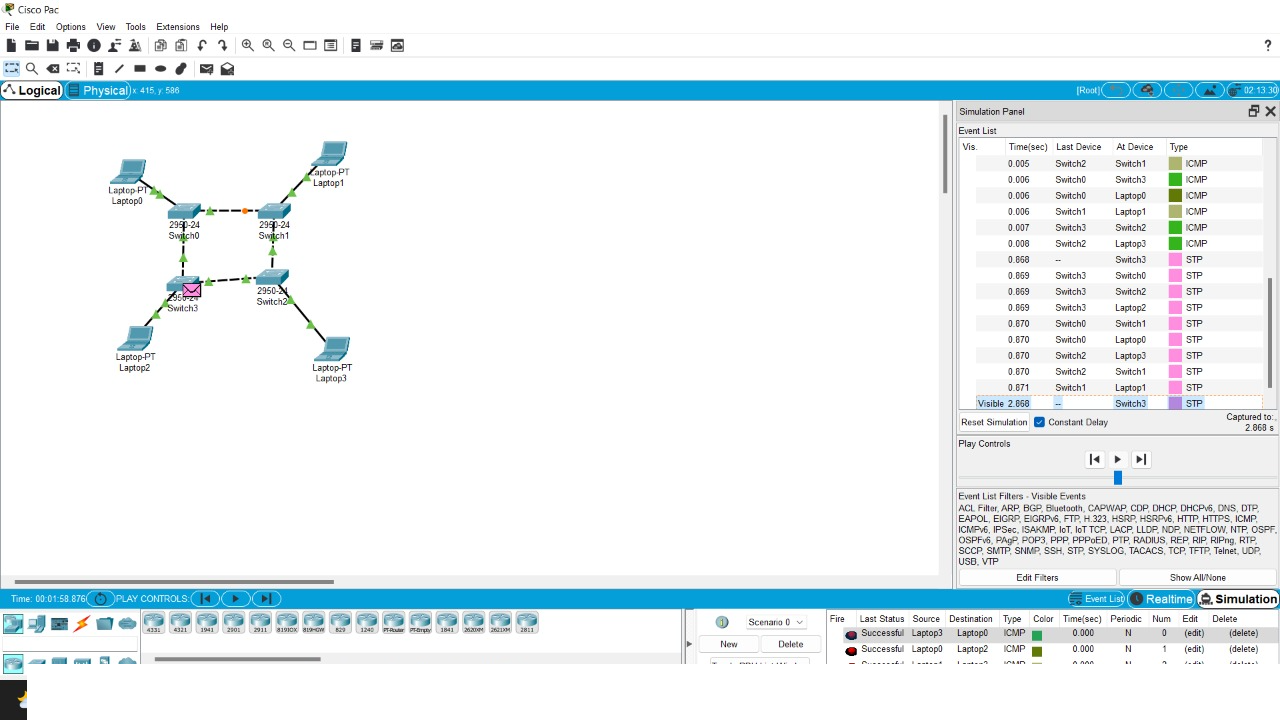 Cisco Pac
File Edit Options View Tools Extensions Help
?
Logical Physical x: 415, y: 586 [Root] 02:13:30
Simulation Panel
Event List
Vis. Time(sec) Last Device At Device Type
0.005 Switch2 Switch1 ICMP
0.006 Switch0 Switch3 ICMP
0.006 Switch0 Laptop0 ICMP
0.006 Switch1 Laptop1 ICMP
0.007 Switch3 Switch2 ICMP
0.008 Switch2 Laptop3 ICMP
0.868 -- Switch3 STP
0.869 Switch3 Switch0 STP
0.869 Switch3 Switch2 STP
0.869 Switch3 Laptop2 STP
0.870 Switch0 Switch1 STP
0.870 Switch0 Laptop0 STP
0.870 Switch2 Laptop3 STP
0.870 Switch2 Switch1 STP
0.871 Switch1 Laptop1 STP
Visible 2.868 -- Switch3 STP
Reset Simulation Constant Delay Captured to:
2.868 s
Play Controls
Event List Filters - Visible Events
ACL Filter, ARP, BGP, Bluetooth, CAPWAP, CDP, DHCP, DHCPv6, DNS, DTP,
EAPOL, EIGRP, EIGRPv6, FTP, H.323, HSRP, HSRPv6, HTTP, HTTPS, ICMP,
ICMPv6, IPSec, ISAKMP, IoT, IoT TCP, LACP, LLDP, NDP, NETFLOW, NTP, OSPF,
OSPFv6, PAgP, POP3, PPP, PPPoED, PTP, RADIUS, REP, RIP, RIPng, RTP,
SCCP, SMTP, SNMP, SSH, STP, SYSLOG, TACACS, TCP, TFTP, Telnet, UDP,
USB, VTP
Edit Filters Show All/None
Laptop-PT
Laptop0
Laptop-PT
Laptop1
2950-24
Switch0
2950-24
Switch1
2950-24
Switch3
2950-24
Switch2
Laptop-PT
Laptop2
Laptop-PT
Laptop3
Time: 00:01:58.876 PLAY CONTROLS: Event List Realtime Simulation
4331 4321 1941 2901 2911 819IOX 819HGW 829 1240 PT-Router PT-Empty 1841 2620XM 2621XM 2811
Scenario 0
New Delete
Fire Last Status Source Destination Type Color Time(sec) Periodic Num Edit Delete
Successful Laptop3 Laptop0 ICMP 0.000 N 0 (edit) (delete)
Successful Laptop0 Laptop2 ICMP 0.000 N 1 (edit) (delete)